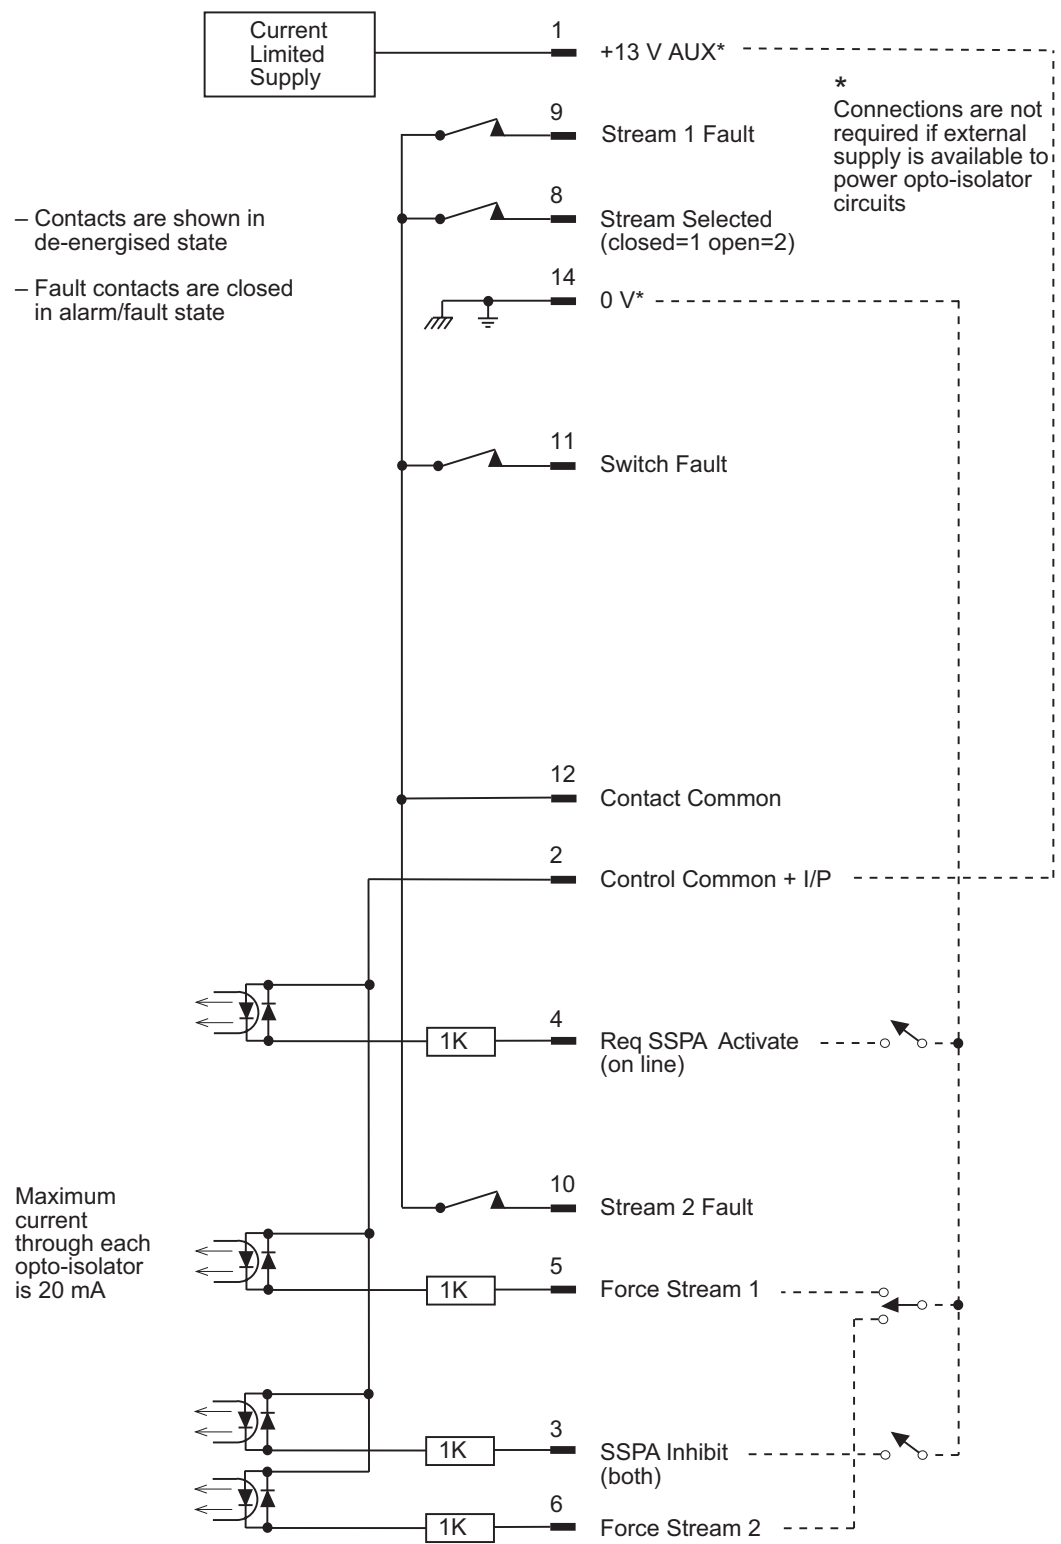 Current
Limited
Supply
1
+13 V AUX*
*
Connections are not
required if external
supply is available to
power opto-isolator
circuits
9
Stream 1 Fault
– Contacts are shown in
de-energised state
– Fault contacts are closed
in alarm/fault state
8
Stream Selected
(closed=1 open=2)
14
0 V*
11
Switch Fault
12
Contact Common
2
Control Common + I/P
4
1K
Req SSPA Activate
(on line)
10
Stream 2 Fault
Maximum
current
through each
opto-isolator
is 20 mA
5
1K
Force Stream 1
3
1K
SSPA Inhibit
(both)
6
1K
Force Stream 2